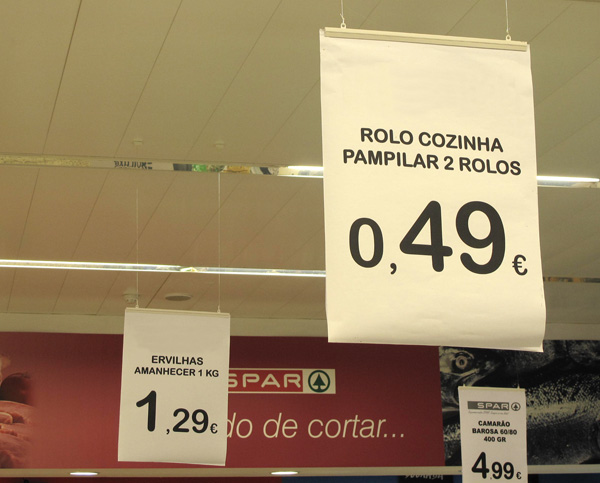 ROLO COZINHA
PAMPILAR 2 ROLOS
0,49€
ERVILHAS
AMANHECER 1 KG
1,29€
SPAR
do de cortar...
SPAR
CAMARÃO
BAROSA 60/80
400 GR
4,99€